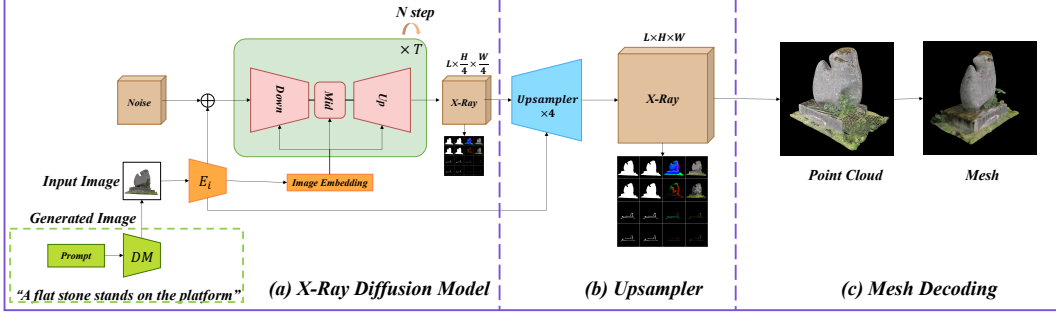 N step
× T
L×H/4×W/4
L×H×W
Noise
Down
Mid
Up
X-Ray
Upsampler
×4
X-Ray
Input Image
E_i
Image Embedding
Point Cloud
Mesh
Generated Image
Prompt
DM
"A flat stone stands on the platform"
(a) X-Ray Diffusion Model
(b) Upsampler
(c) Mesh Decoding